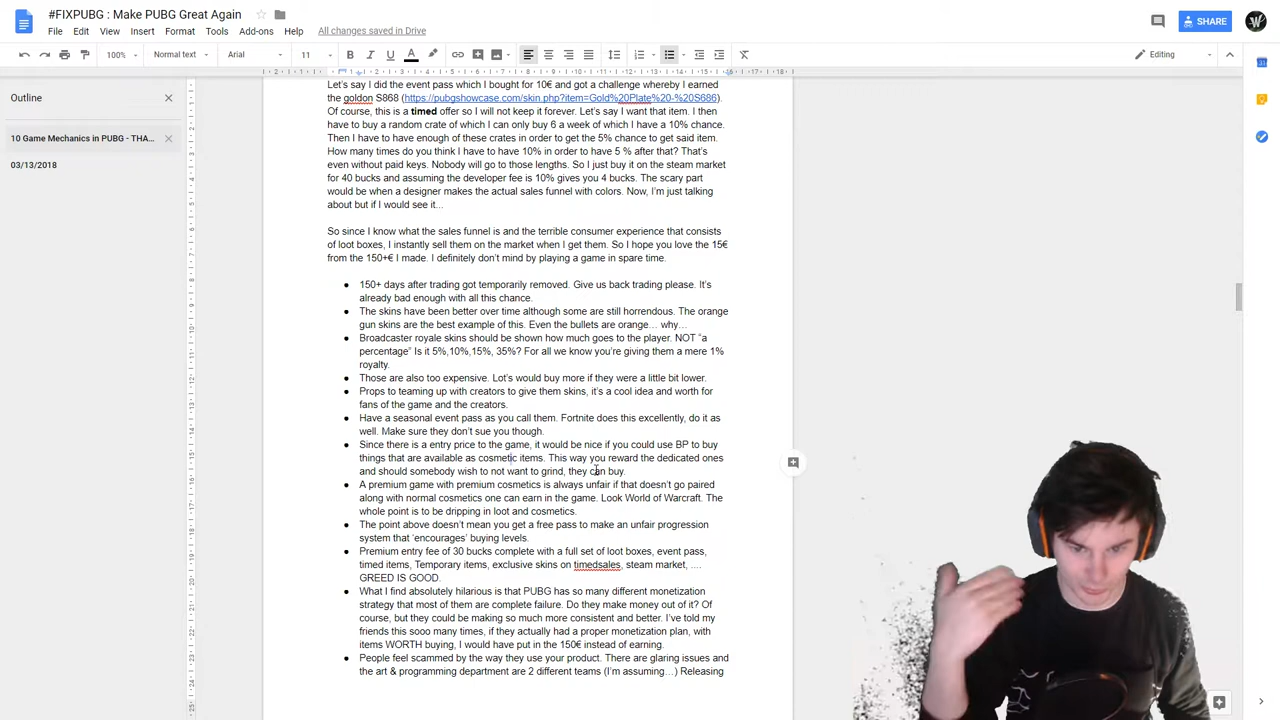 #FIXPUBG : Make PUBG Great Again
File Edit View Insert Format Tools Add-ons Help All changes saved in Drive
SHARE
100% Normal text Arial 11 B I U A Editing
Outline
10 Game Mechanics in PUBG - THA...
03/13/2018
Let's say I did the event pass which I bought for 10€ and got a challenge whereby I earned
the goldon S868 (https://pubgshowcase.com/skin.php?item=Gold%20Plate%20-%20S686).
Of course, this is a timed offer so I will not keep it forever. Let's say I want that item. I then
have to buy a random crate of which I can only buy 6 a week of which I have a 10% chance.
Then I have to have enough of these crates in order to get the 5% chance to get said item.
How many times do you think I have to have 10% in order to have 5 % after that? That's
even without paid keys. Nobody will go to those lengths. So I just buy it on the steam market
for 40 bucks and assuming the developer fee is 10% gives you 4 bucks. The scary part
would be when a designer makes the actual sales funnel with colors. Now, I'm just talking
about but if I would see it...
So since I know what the sales funnel is and the terrible consumer experience that consists
of loot boxes, I instantly sell them on the market when I get them. So I hope you love the 15€
from the 150+€ I made. I definitely don't mind by playing a game in spare time.
● 150+ days after trading got temporarily removed. Give us back trading please. It's
already bad enough with all this chance.
● The skins have been better over time although some are still horrendous. The orange
gun skins are the best example of this. Even the bullets are orange... why...
● Broadcaster royale skins should be shown how much goes to the player. NOT "a
percentage" Is it 5%,10%,15%, 35%? For all we know you're giving them a mere 1%
royalty.
● Those are also too expensive. Lot's would buy more if they were a little bit lower.
● Props to teaming up with creators to give them skins, it's a cool idea and worth for
fans of the game and the creators.
● Have a seasonal event pass as you call them. Fortnite does this excellently, do it as
well. Make sure they don't sue you though.
● Since there is a entry price to the game, it would be nice if you could use BP to buy
things that are available as cosmetic items. This way you reward the dedicated ones
and should somebody wish to not want to grind, they can buy.
● A premium game with premium cosmetics is always unfair if that doesn't go paired
along with normal cosmetics one can earn in the game. Look World of Warcraft. The
whole point is to be dripping in loot and cosmetics.
● The point above doesn't mean you get a free pass to make an unfair progression
system that 'encourages' buying levels.
● Premium entry fee of 30 bucks complete with a full set of loot boxes, event pass,
timed items, Temporary items, exclusive skins on timedsales, steam market, ....
GREED IS GOOD.
● What I find absolutely hilarious is that PUBG has so many different monetization
strategy that most of them are complete failure. Do they make money out of it? Of
course, but they could be making so much more consistent and better. I've told my
friends this sooo many times, if they actually had a proper monetization plan, with
items WORTH buying, I would have put in the 150€ instead of earning.
● People feel scammed by the way they use your product. There are glaring issues and
the art & programming department are 2 different teams (I'm assuming...) Releasing